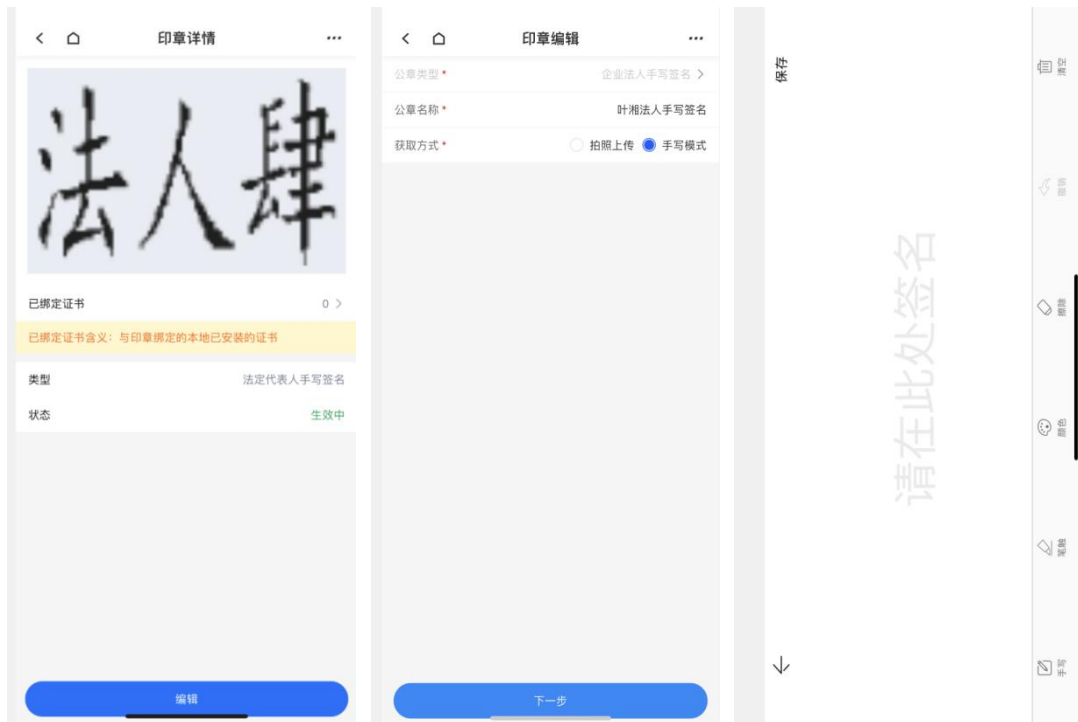 印章详情
法人肆
已绑定证书 0
已绑定证书含义：与印章绑定的本地已安装的证书
类型 法定代表人手写签名
状态 生效中
编辑
印章编辑
公章类型* 企业法人手写签名
公章名称* 叶湘法人手写签名
获取方式* 拍照上传 手写模式
下一步
保存
请在此处签名
清空
撤销
擦除
颜色
笔触
手写